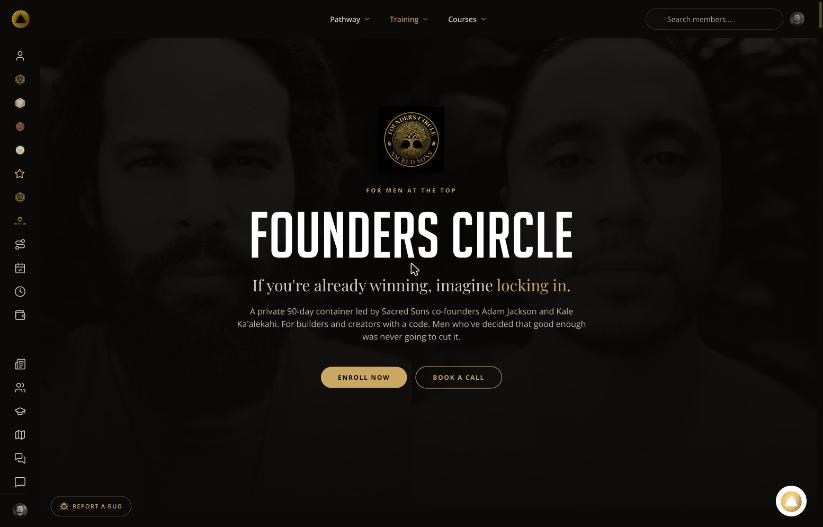 Pathway
Training
Courses
Search members...
FOUNDERS CIRCLE
SACRED SONS
FOR MEN AT THE TOP
FOUNDERS CIRCLE
If you're already winning, imagine locking in.
A private 90-day container led by Sacred Sons co-founders Adam Jackson and Kale
Ka'alekahi. For builders and creators with a code. Men who've decided that good enough
was never going to cut it.
ENROLL NOW
BOOK A CALL
REPORT A BUG